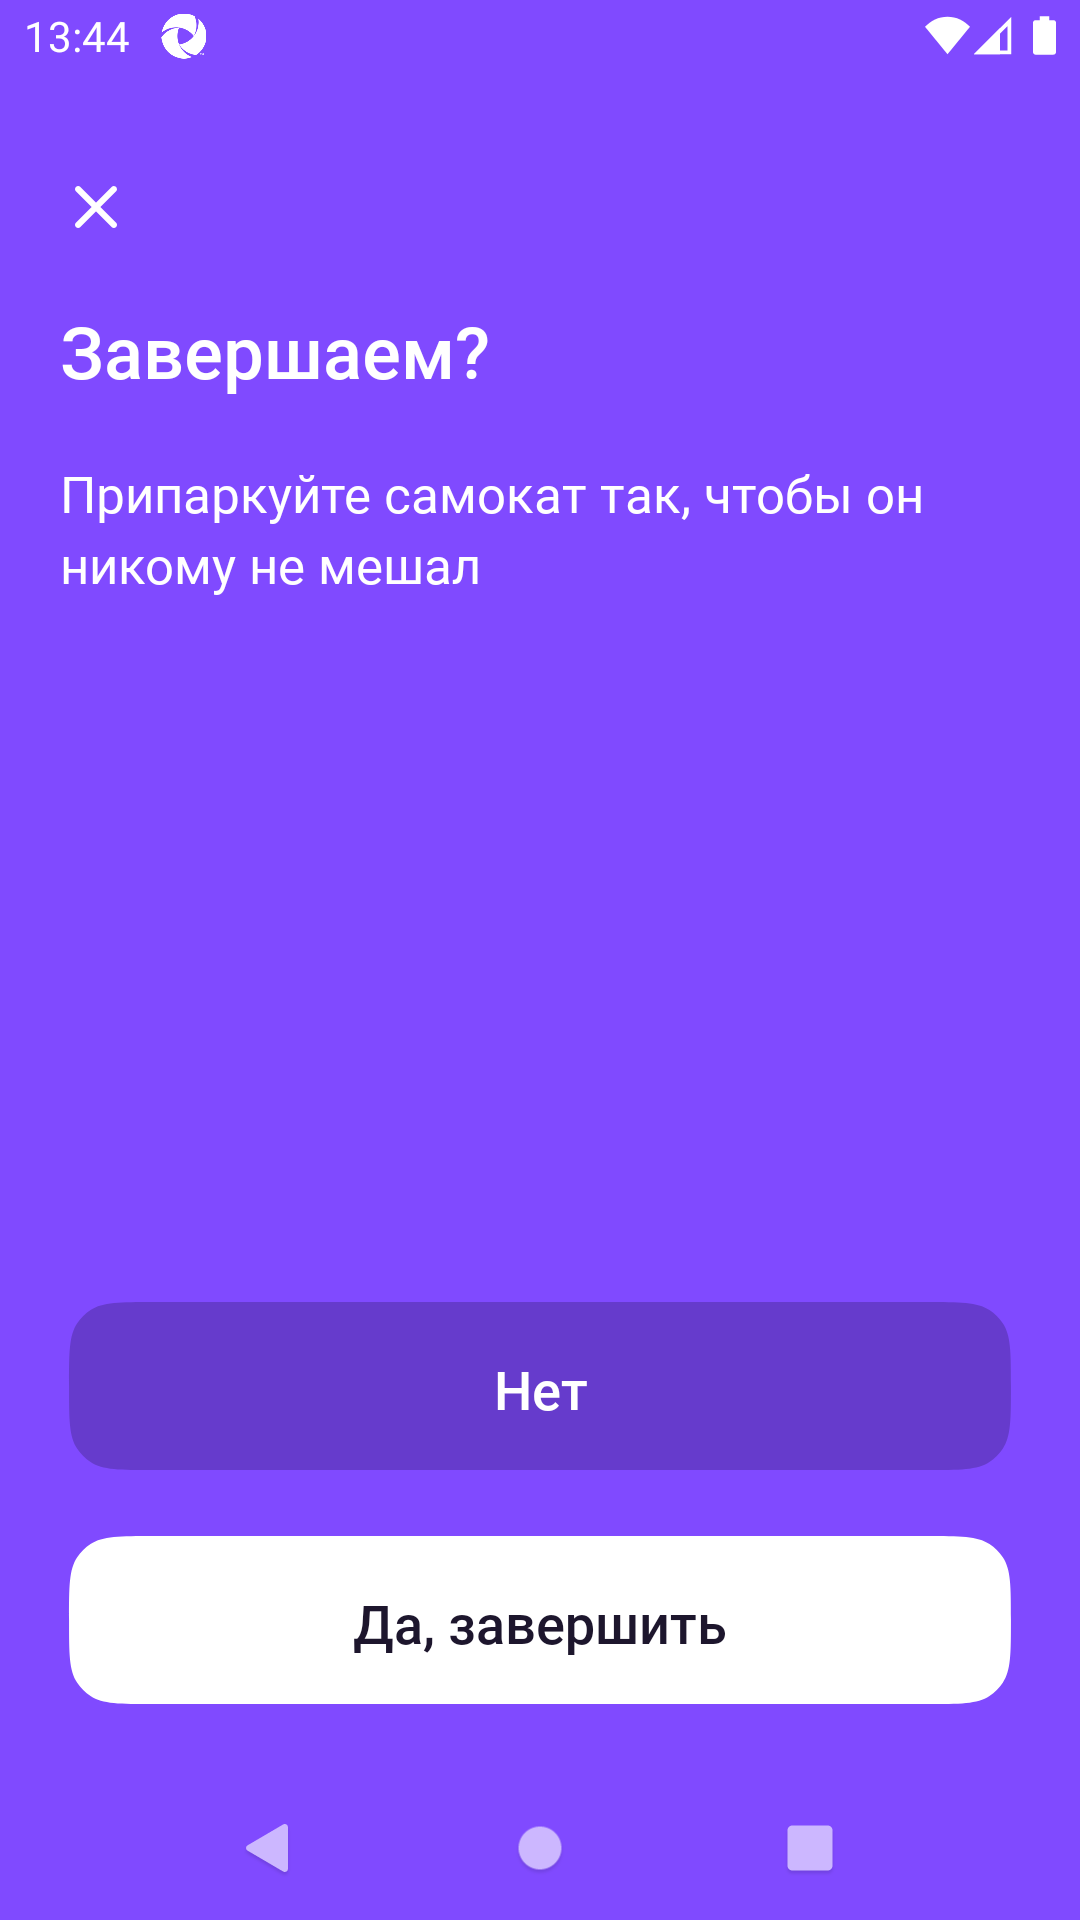 13:44
Завершаем?
Припаркуйте самокат так, чтобы он
никому не мешал
Нет
Да, завершить